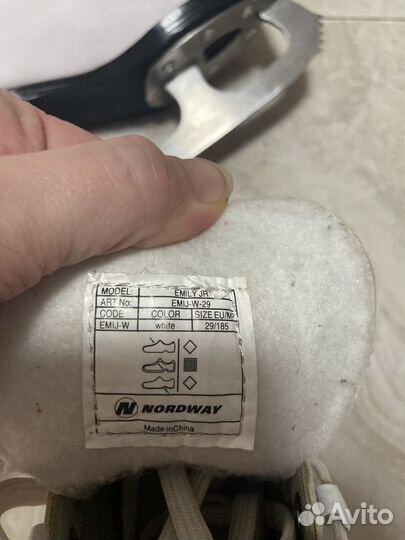 MODEL: EMILY JR
ART No: EMIJ-W-29
CODE COLOR SIZE EU/MP
EMIJ-W white 29/185
NORDWAY
Made in China
Avito